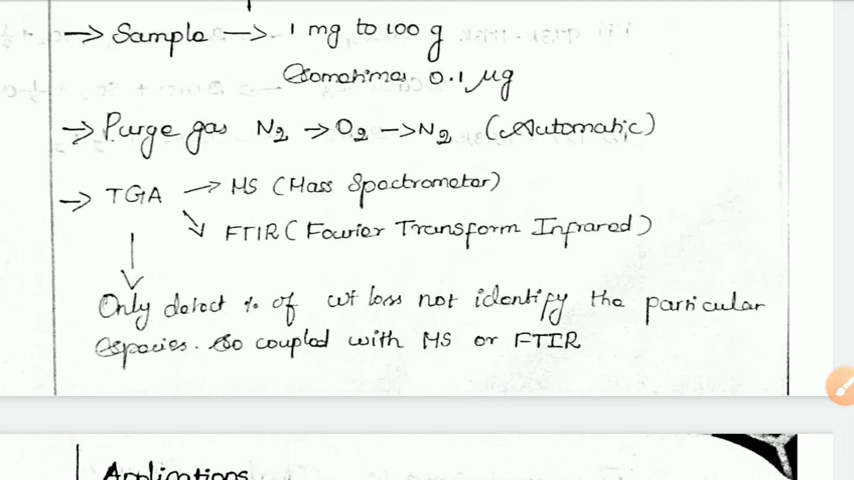 → Sample → 1 mg to 100 g
Sometimes 0.1 μg
→ Purge gas N₂ → O₂ → N₂ (Automatic)
→ TGA → MS (Mass Spectrometer)
↘ FTIR (Fourier Transform Infrared)
↓
Only detect % of wt loss not identify the particular
species. So coupled with MS or FTIR
Applications